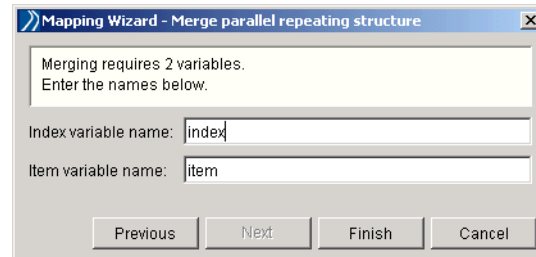 Mapping Wizard - Merge parallel repeating structure
Merging requires 2 variables.
Enter the names below.
Index variable name: index
Item variable name: item
Previous Next Finish Cancel